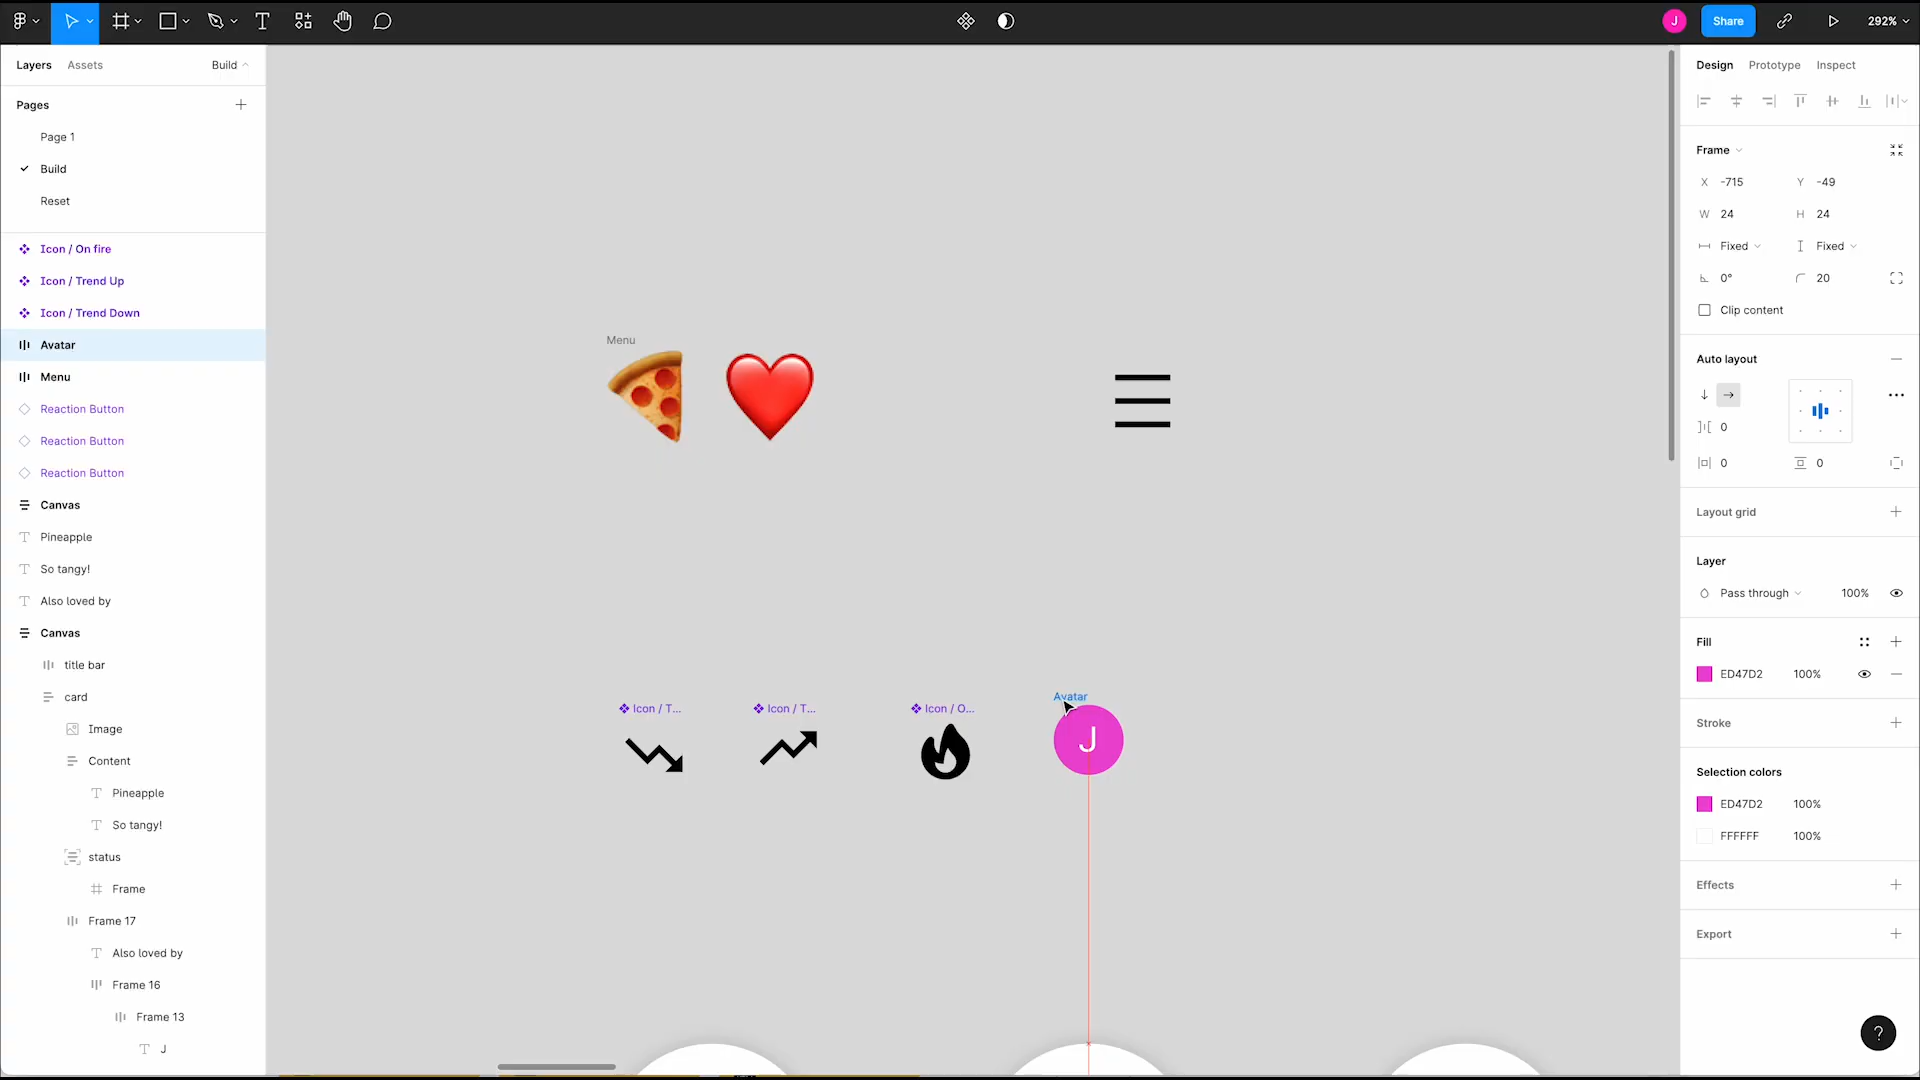 J
Share
292%
Layers
Assets
Build
Pages
Page 1
Build
Reset
Icon / On fire
Icon / Trend Up
Icon / Trend Down
Avatar
Menu
Reaction Button
Reaction Button
Reaction Button
Canvas
Pineapple
So tangy!
Also loved by
Canvas
title bar
card
Image
Content
Pineapple
So tangy!
status
Frame
Frame 17
Also loved by
Frame 16
Frame 13
J
Menu
Icon / T...
Icon / T...
Icon / O...
Avatar
J
Design
Prototype
Inspect
Frame
X -715
Y -49
W 24
H 24
Fixed
Fixed
0°
20
Clip content
Auto layout
0
0
0
Layout grid
Layer
Pass through
100%
Fill
ED47D2
100%
Stroke
Selection colors
ED47D2
100%
FFFFFF
100%
Effects
Export
?